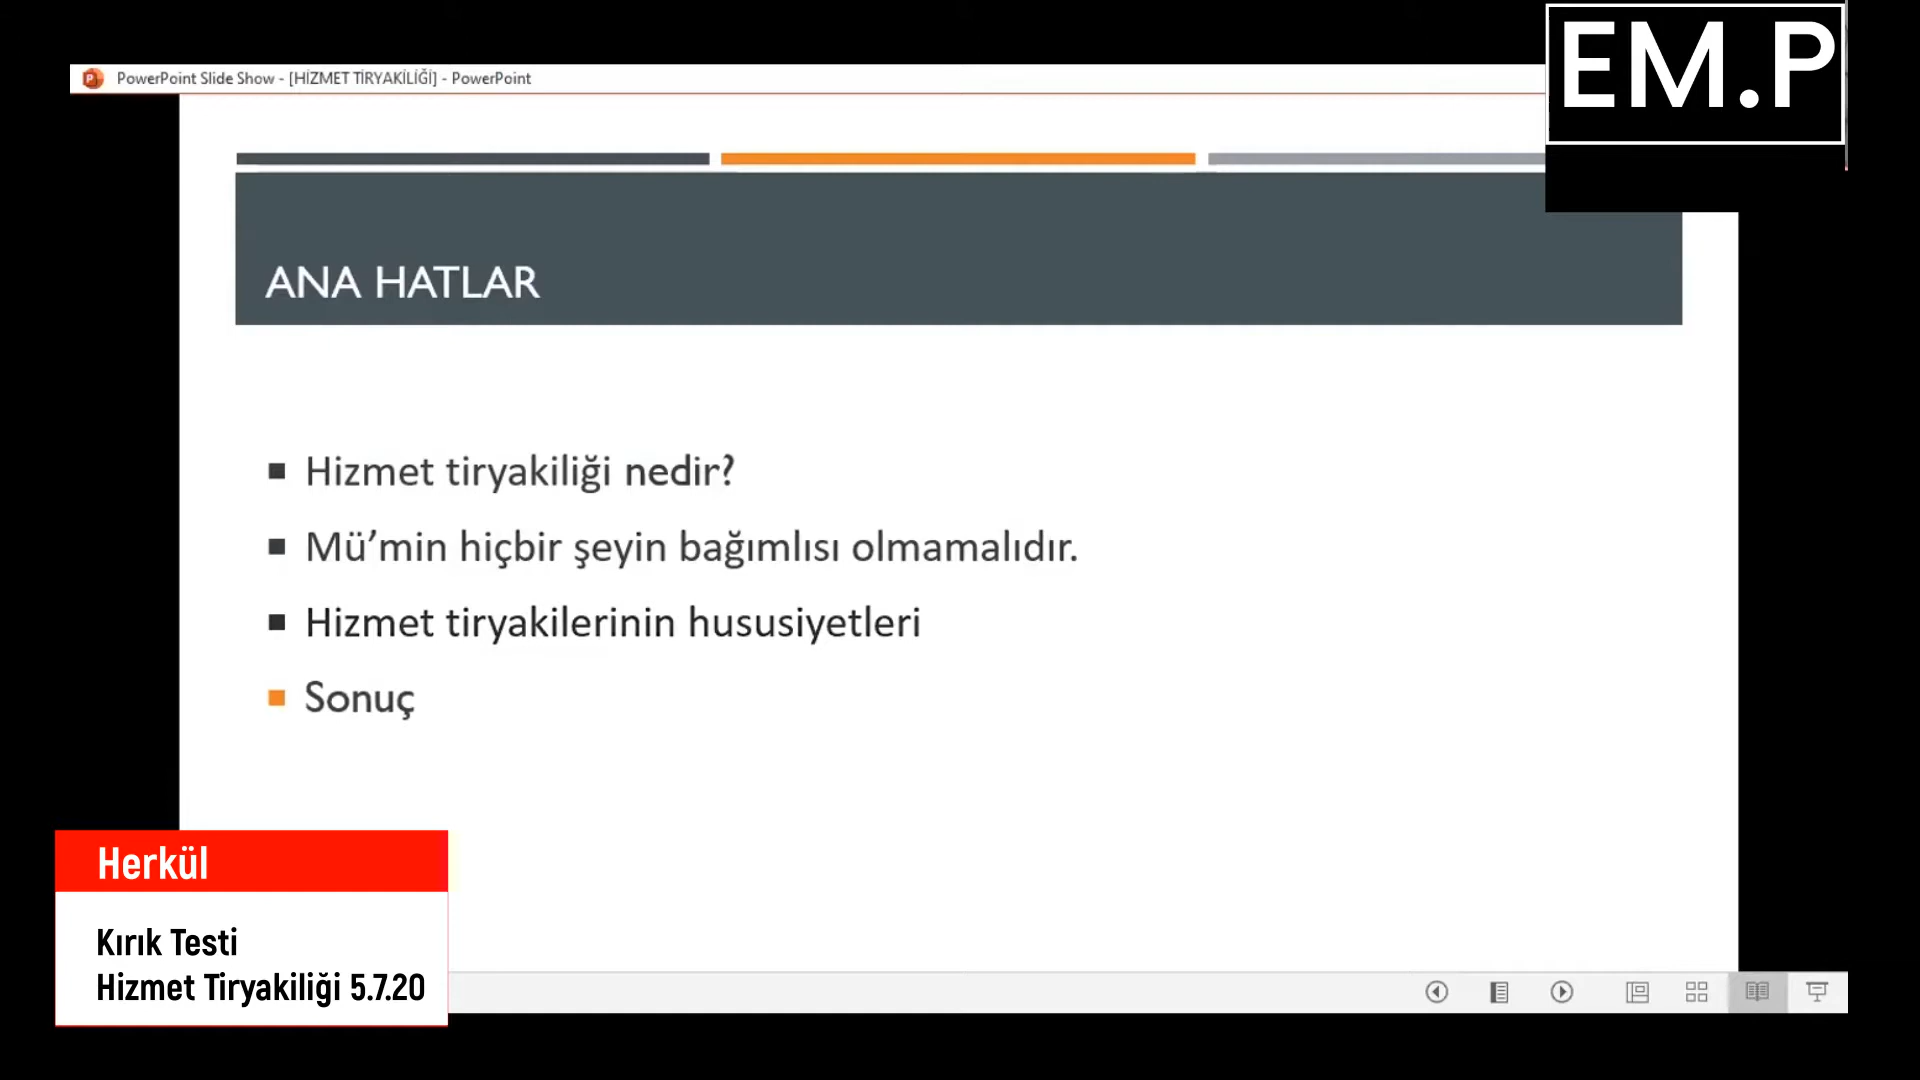 EM.P
PowerPoint Slide Show - [HİZMET TİRYAKİLİĞİ] - PowerPoint
ANA HATLAR
Hizmet tiryakiliği nedir?
Mü’min hiçbir şeyin bağımlısı olmamalıdır.
Hizmet tiryakilerinin hususiyetleri
Sonuç
Herkül
Kırık Testi
Hizmet Tiryakiliği 5.7.20